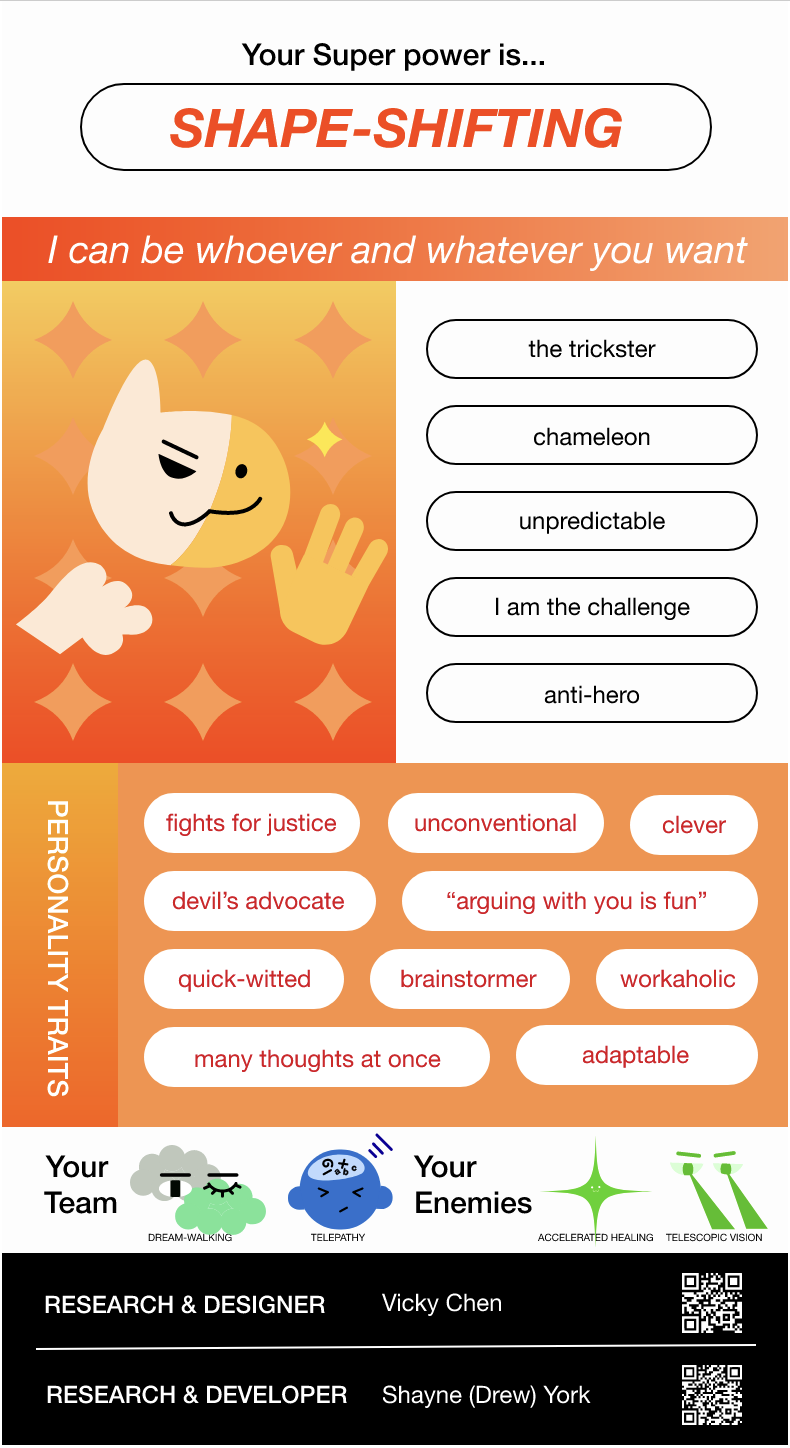 Your Super power is...
SHAPE-SHIFTING
I can be whoever and whatever you want
the trickster
chameleon
unpredictable
I am the challenge
anti-hero
PERSONALITY TRAITS
fights for justice
unconventional
clever
devil’s advocate
“arguing with you is fun”
quick-witted
brainstormer
workaholic
many thoughts at once
adaptable
Your
Team
DREAM-WALKING
TELEPATHY
Your
Enemies
ACCELERATED HEALING
TELESCOPIC VISION
RESEARCH & DESIGNER
Vicky Chen
RESEARCH & DEVELOPER
Shayne (Drew) York